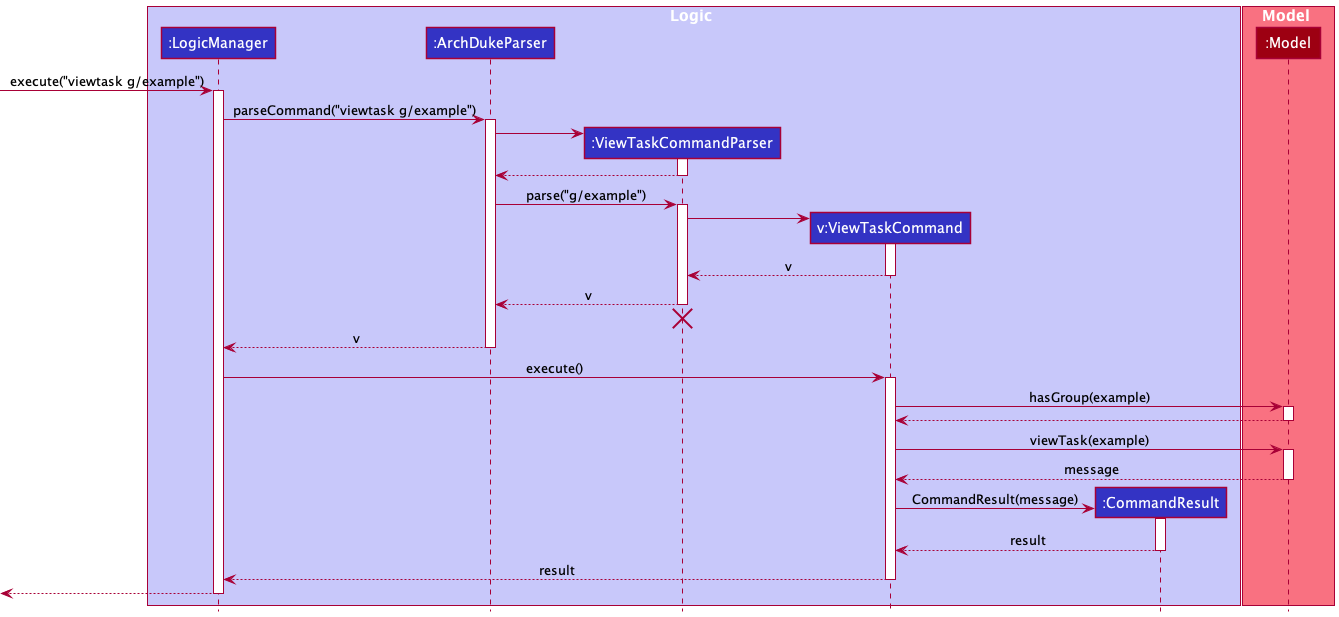 Logic
Model
:LogicManager
:ArchDukeParser
:Model
execute("viewtask g/example")
parseCommand("viewtask g/example")
:ViewTaskCommandParser
parse("g/example")
v:ViewTaskCommand
v
v
v
execute()
hasGroup(example)
viewTask(example)
message
CommandResult(message)
:CommandResult
result
result